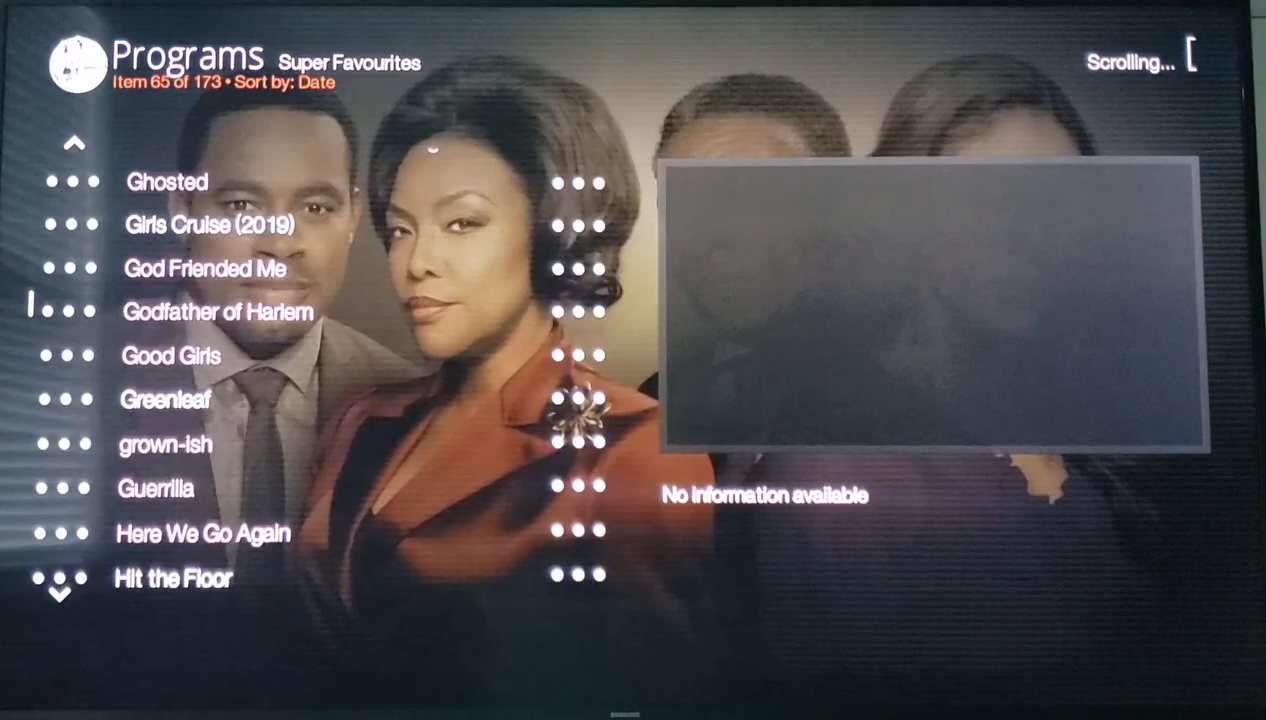 Programs Super Favourites
Item 65 of 173 • Sort by: Date
Scrolling...
Ghosted
Girls Cruise (2019)
God Friended Me
Godfather of Harlem
Good Girls
Greenleaf
grown-ish
Guerrilla
Here We Go Again
Hit the Floor
No information available